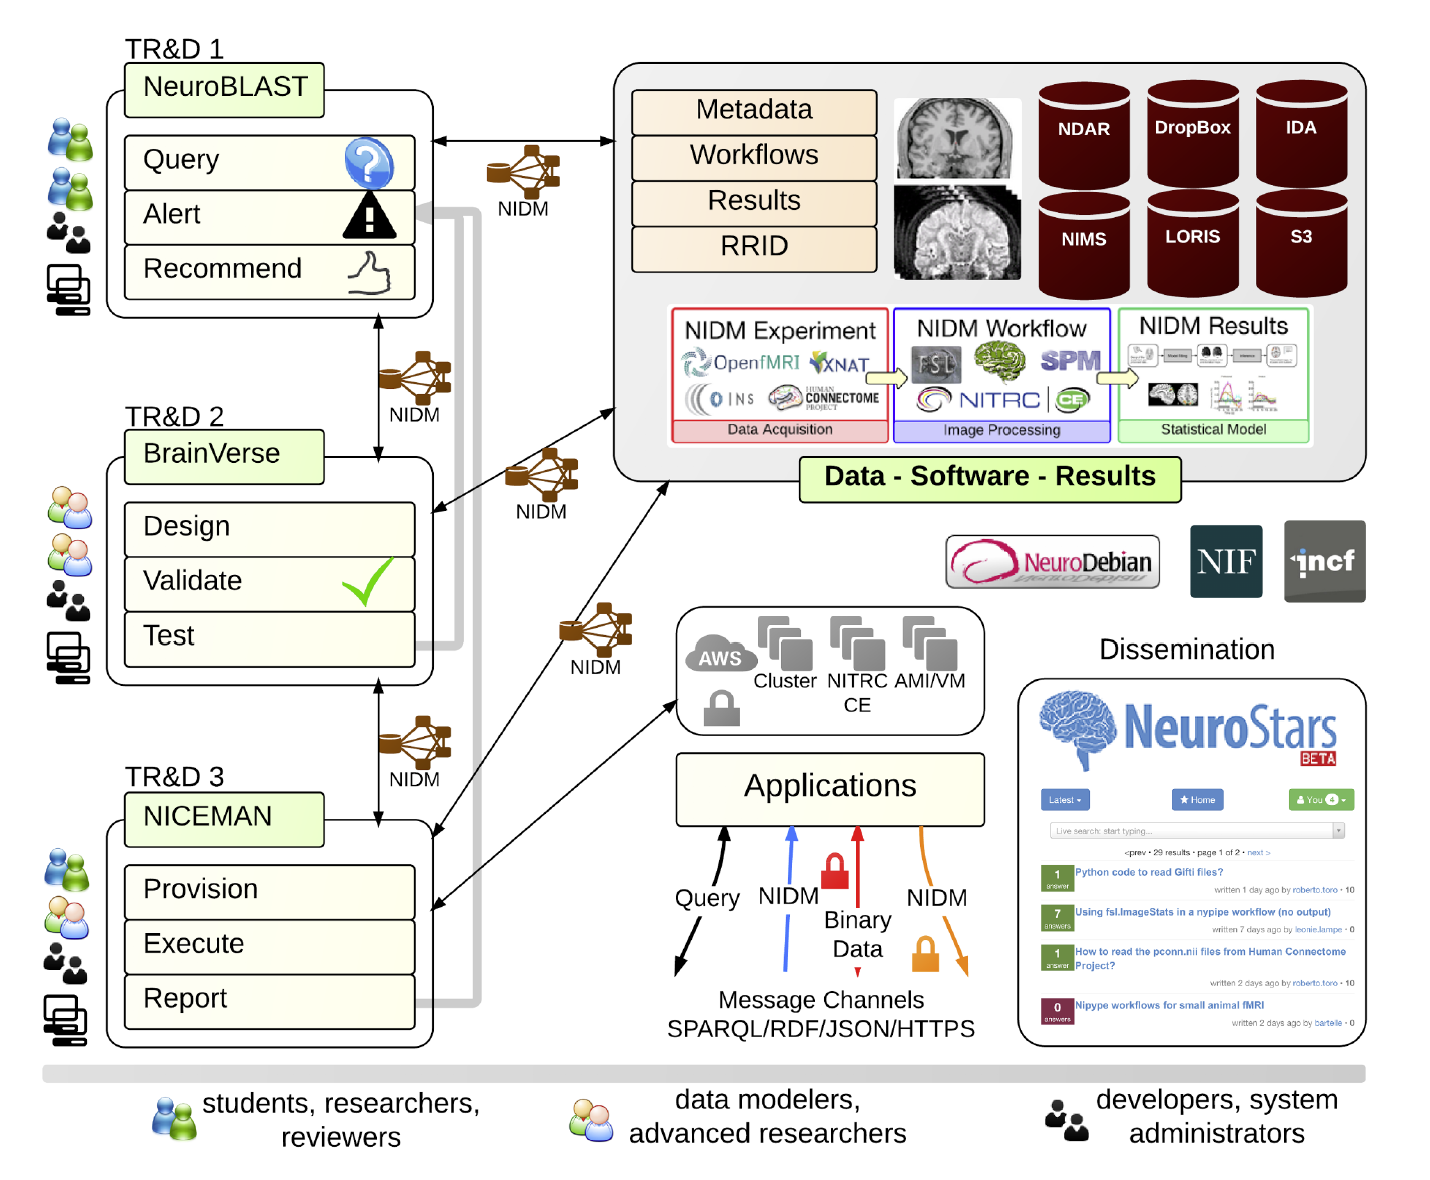 TR&D 1
NeuroBLAST
Query
Alert
Recommend
NIDM
NIDM
TR&D 2
BrainVerse
Design
Validate
Test
NIDM
NIDM
NIDM
TR&D 3
NICEMAN
Provision
Execute
Report
Metadata
Workflows
Results
RRID
NDAR
DropBox
IDA
NIMS
LORIS
S3
NIDM Experiment
OpenfMRI
XNAT
COINS
HUMAN
CONNECTOME
PROJECT
Data Acquisition
NIDM Workflow
FSL
SPM
NITRC
CE
Image Processing
NIDM Results
Statistical Model
Data - Software - Results
NeuroDebian
NIF
incf
AWS
Cluster
NITRC
CE
AMI/VM
Applications
Query
NIDM
Binary
Data
NIDM
Message Channels
SPARQL/RDF/JSON/HTTPS
Dissemination
NeuroStars
BETA
Latest
Home
You 4
Live search: start typing...
<prev • 29 results • page 1 of 2 • next >
1
answer
Python code to read Gifti files?
written 1 day ago by roberto.toro • 10
7
answers
Using fsl.ImageStats in a nypipe workflow (no output)
written 7 days ago by leonie.lampe • 0
1
answer
How to read the pconn.nii files from Human Connectome
Project?
written 2 days ago by roberto.toro • 10
0
answers
Nipype workflows for small animal fMRI
written 2 days ago by bartelle • 0
students, researchers,
reviewers
data modelers,
advanced researchers
developers, system
administrators